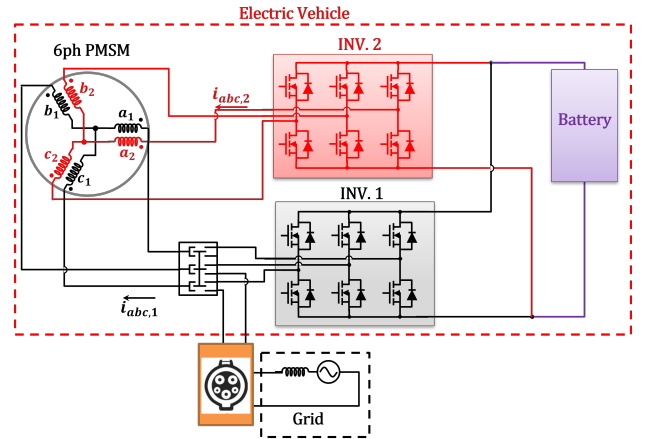 Electric Vehicle
6ph PMSM
INV. 2
b₂
b₁
a₁
i_abc,2
a₂
c₂
c₁
Battery
INV. 1
i_abc,1
Grid